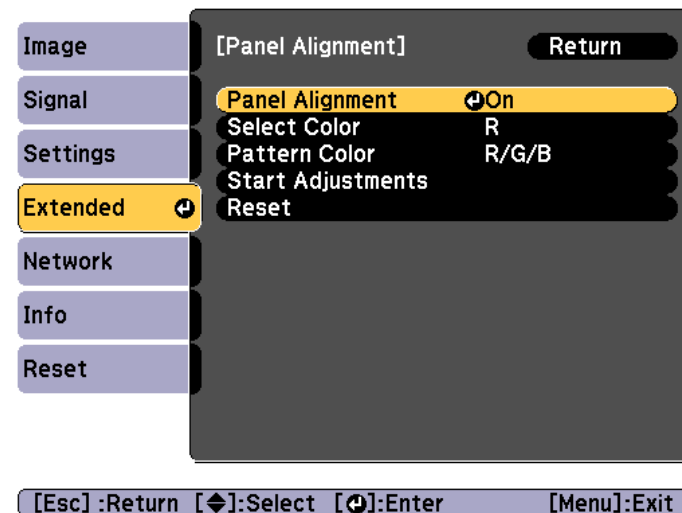 Image
Signal
Settings
Extended
Network
Info
Reset
[Panel Alignment] Return
Panel Alignment On
Select Color R
Pattern Color R/G/B
Start Adjustments
Reset
[Esc] :Return [◆]:Select [⏎]:Enter [Menu]:Exit